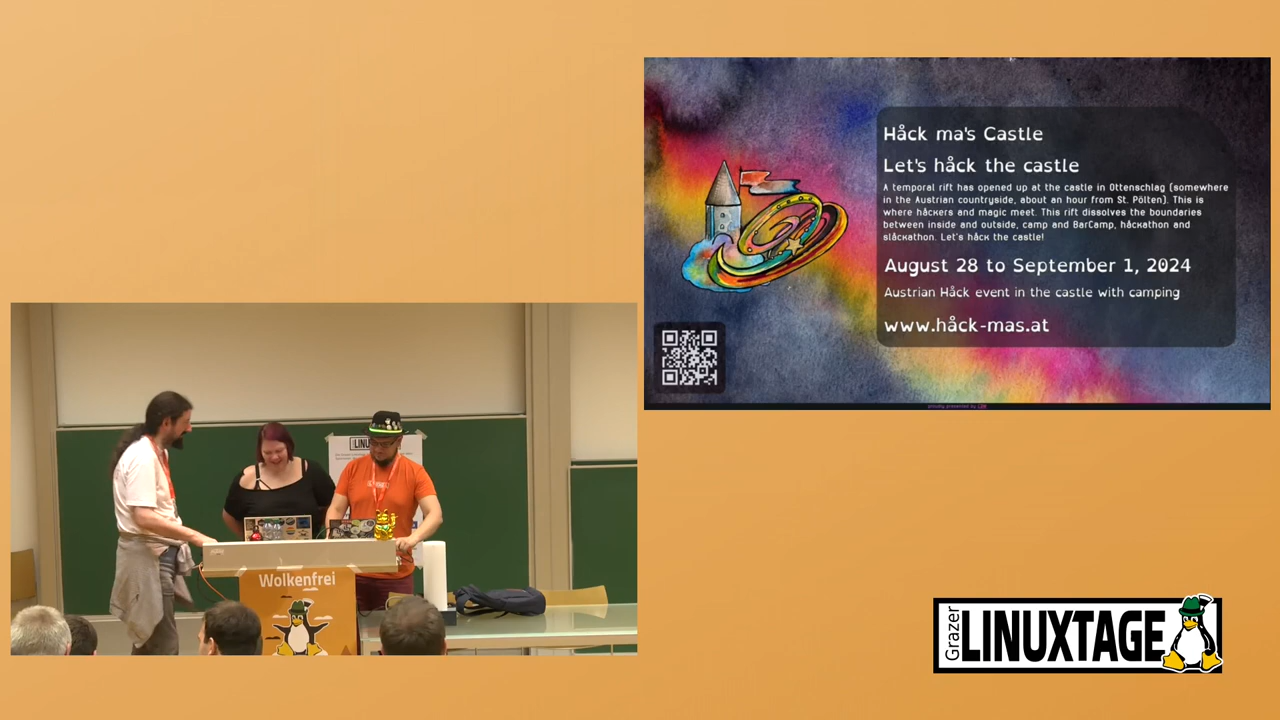 Håck ma's Castle
Let's håck the castle
A temporal rift has opened up at the castle in Ottenschlag (somewhere
in the Austrian countryside, about an hour from St. Pölten). This is
where håckers and magic meet. This rift dissolves the boundaries
between inside and outside, camp and BarCamp, håckathon and
slåckathon. Let's håck the castle!
August 28 to September 1, 2024
Austrian Håck event in the castle with camping
www.håck-mas.at
proudly presented by
Wolkenfrei
Grazer
LINUXTAGE